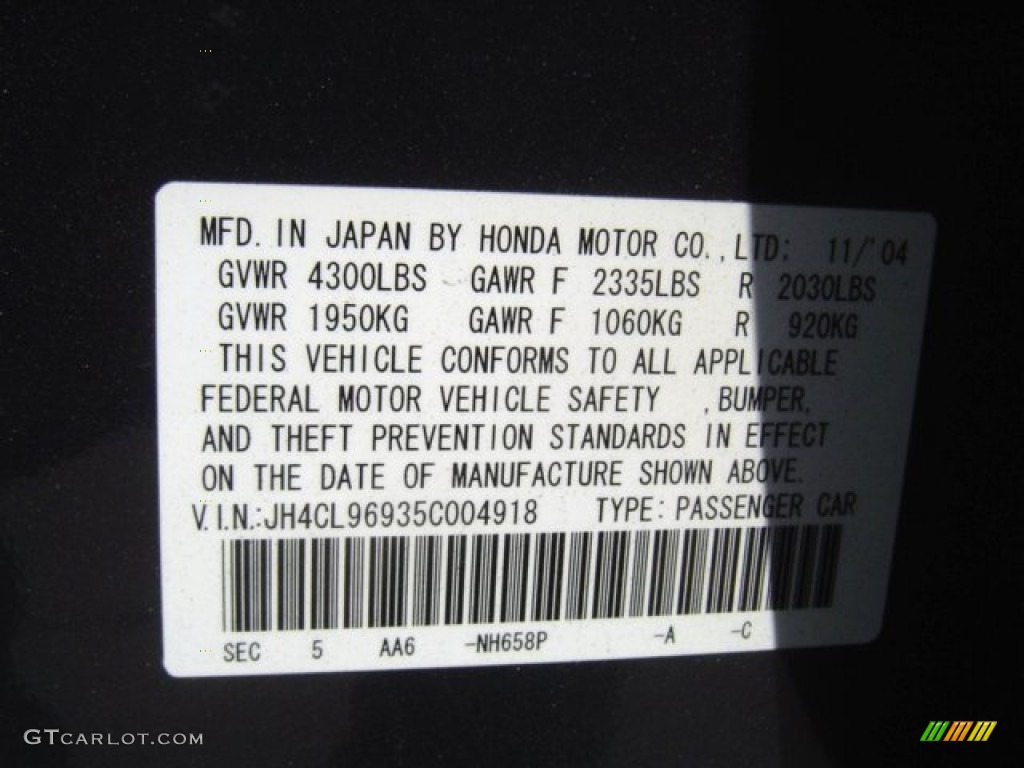 MFD. IN JAPAN BY HONDA MOTOR CO., LTD: 11/'04
GVWR 4300LBS GAWR F 2335LBS R 2030LBS
GVWR 1950KG GAWR F 1060KG R 920KG
THIS VEHICLE CONFORMS TO ALL APPLICABLE
FEDERAL MOTOR VEHICLE SAFETY , BUMPER,
AND THEFT PREVENTION STANDARDS IN EFFECT
ON THE DATE OF MANUFACTURE SHOWN ABOVE.
V.I.N.:JH4CL96935C004918 TYPE: PASSENGER CAR
SEC 5 AA6 -NH658P -A -C
GTCARLOT.COM